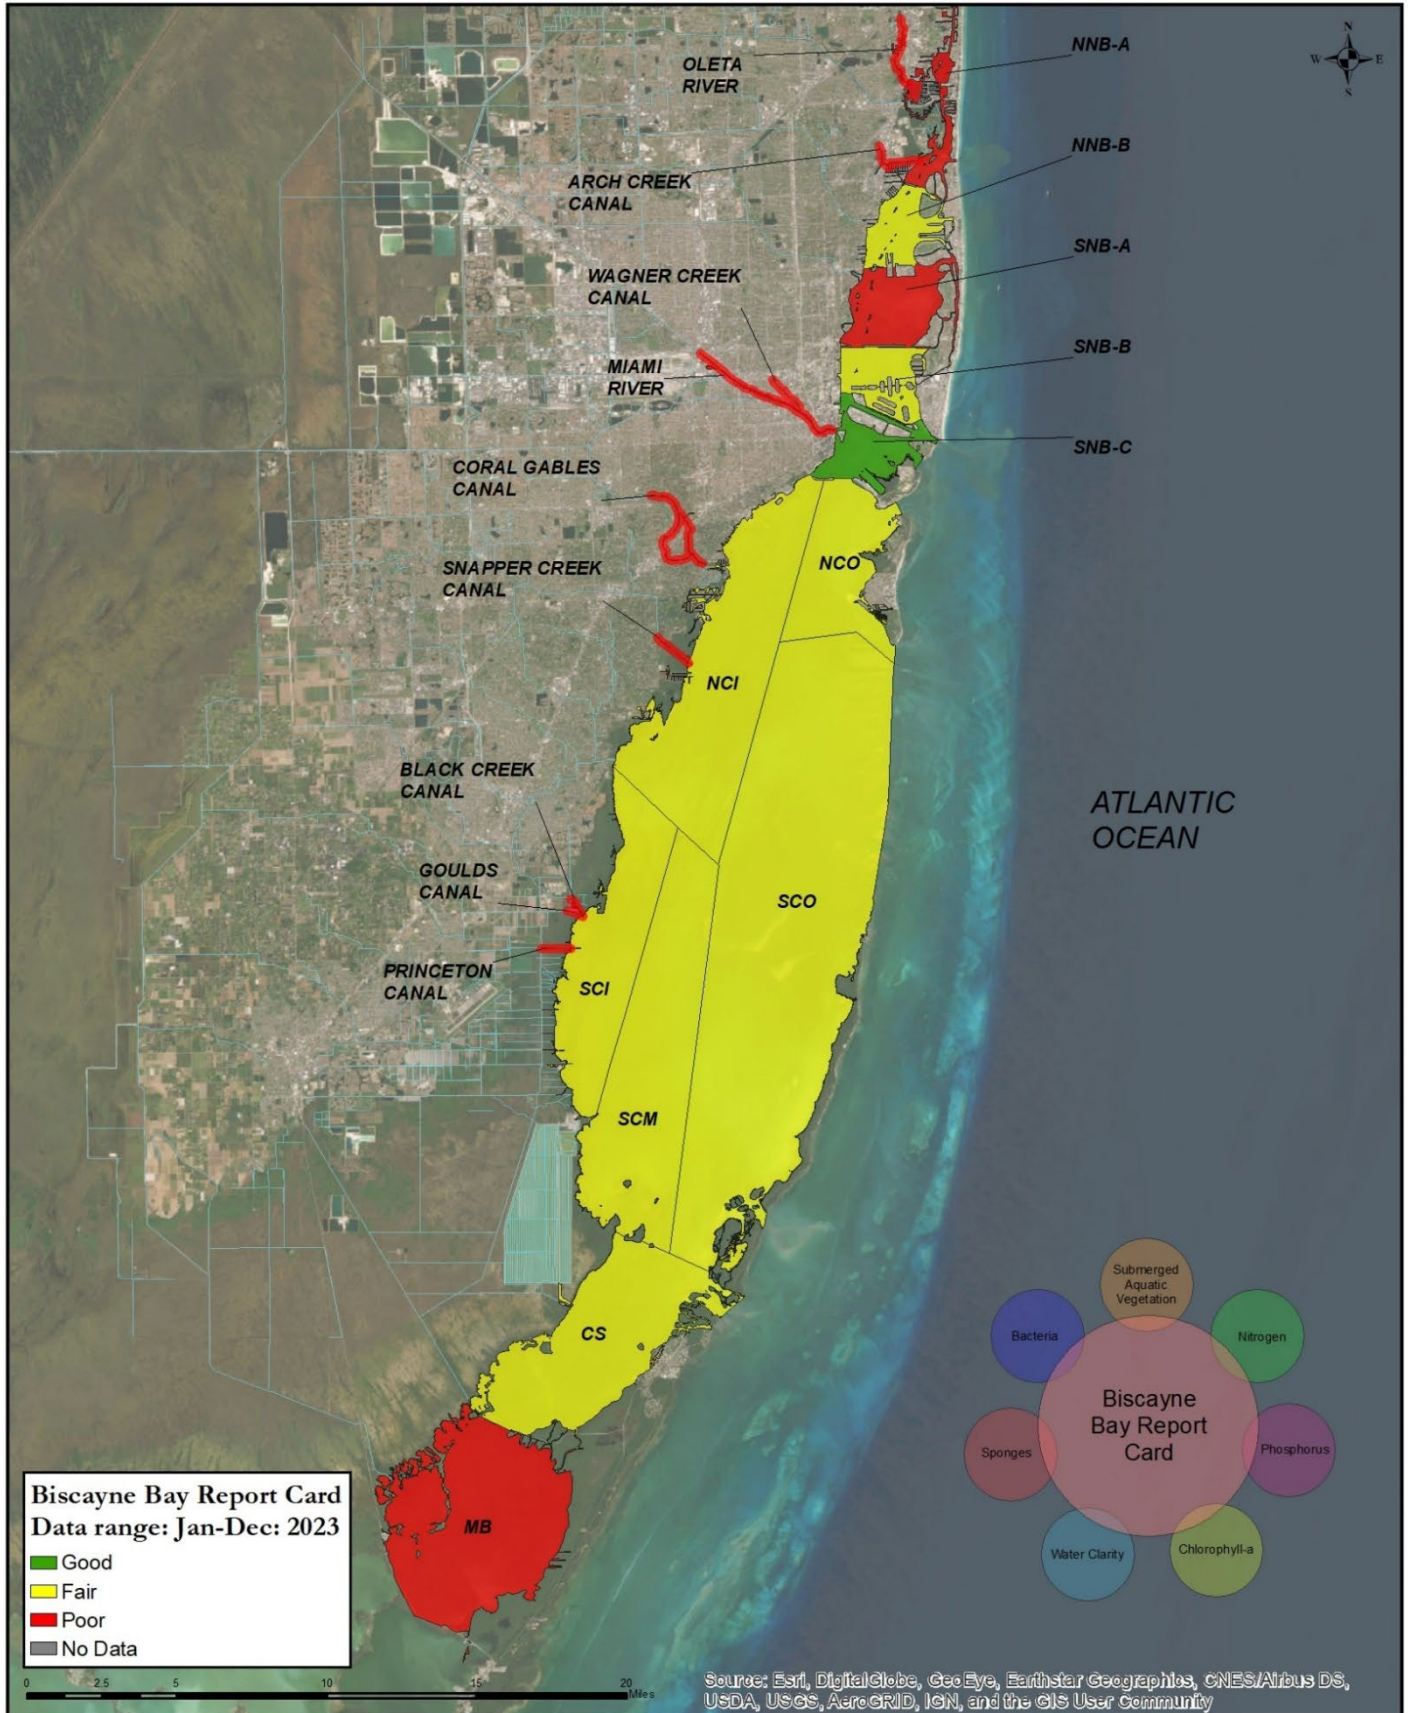 N
W E
S
OLETA
RIVER
NNB-A
NNB-B
ARCH CREEK
CANAL
SNB-A
WAGNER CREEK
CANAL
MIAMI
RIVER
SNB-B
SNB-C
CORAL GABLES
CANAL
SNAPPER CREEK
CANAL
NCO
NCI
BLACK CREEK
CANAL
ATLANTIC
OCEAN
GOULDS
CANAL
SCO
PRINCETON
CANAL
SCI
SCM
CS
MB
Submerged
Aquatic
Vegetation
Bacteria
Nitrogen
Biscayne
Bay Report
Card
Sponges
Phosphorus
Water Clarity
Chlorophyll-a
Biscayne Bay Report Card
Data range: Jan-Dec: 2023
Good
Fair
Poor
No Data
0 2.5 5 10 15 20
Miles
Source: Esri, DigitalGlobe, GeoEye, Earthstar Geographics, CNES/Airbus DS,
USDA, USGS, AeroGRID, IGN, and the GIS User Community